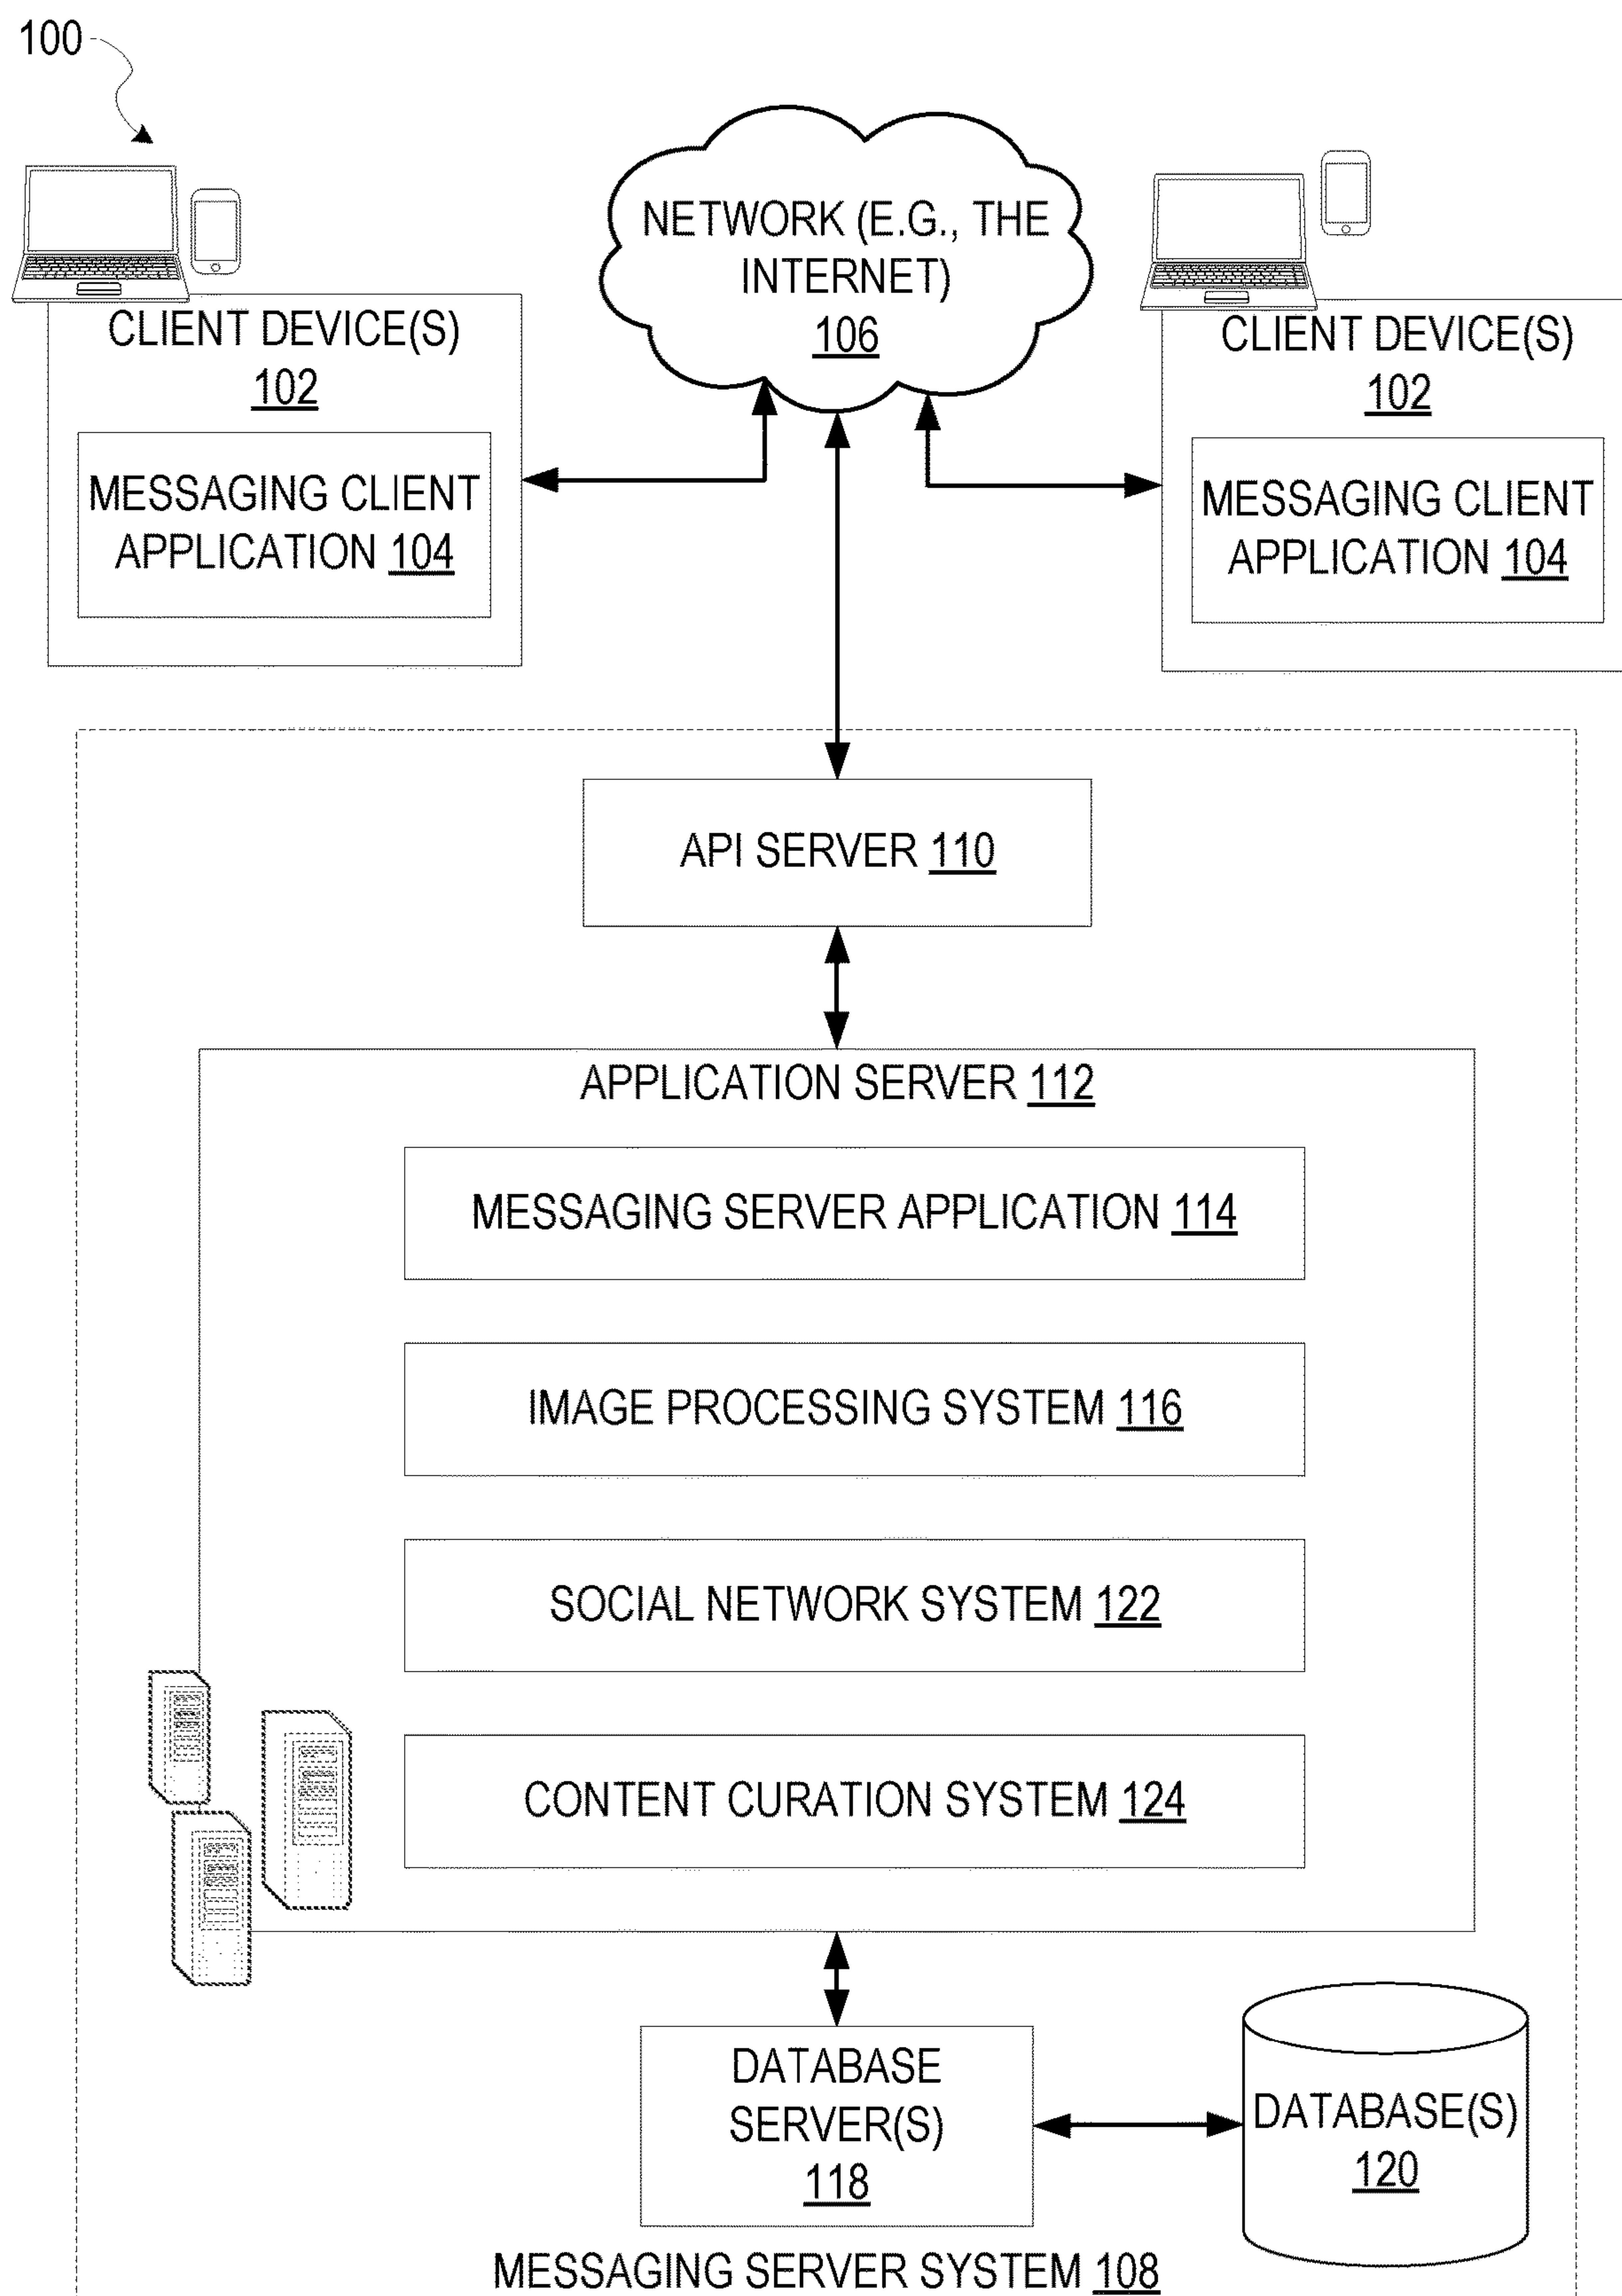 100
NETWORK (E.G., THE
INTERNET)
106
CLIENT DEVICE(S)
102
MESSAGING CLIENT
APPLICATION 104
CLIENT DEVICE(S)
102
MESSAGING CLIENT
APPLICATION 104
API SERVER 110
APPLICATION SERVER 112
MESSAGING SERVER APPLICATION 114
IMAGE PROCESSING SYSTEM 116
SOCIAL NETWORK SYSTEM 122
CONTENT CURATION SYSTEM 124
DATABASE
SERVER(S)
118
DATABASE(S)
120
MESSAGING SERVER SYSTEM 108